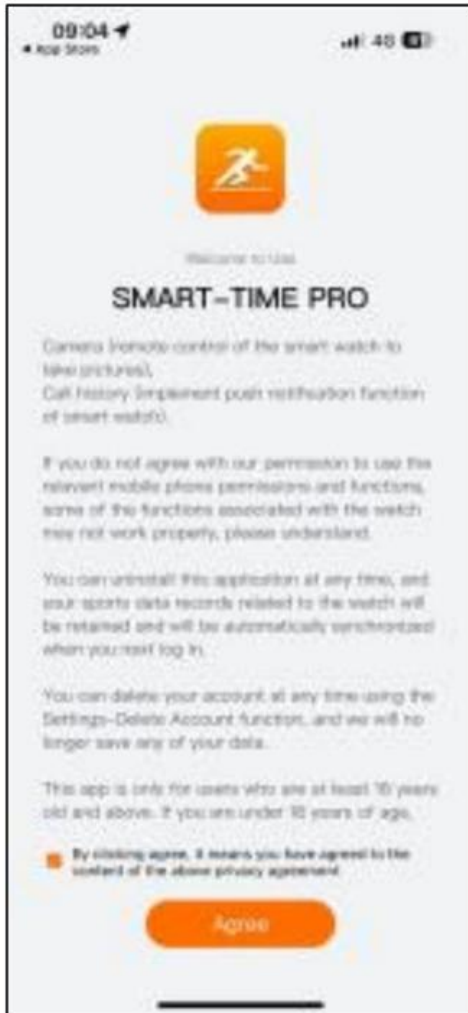 09:04
App Store
4G
Welcome to Use
SMART-TIME PRO
Camera (remote control of the smart watch to
take pictures),
Call history (implement push notification function
of smart watch).
If you do not agree with our permission to use the
relevant mobile phone permissions and functions,
some of the functions associated with the watch
may not work properly, please understand.
You can uninstall this application at any time, and
your sports data records related to the watch will
be retained and will be automatically synchronized
when you next log in.
You can delete your account at any time using the
Settings-Delete Account function, and we will no
longer save any of your data.
This app is only for users who are at least years
old and above. If you are under years of age,
By clicking agree, it means you have agreed to the
content of the above privacy agreement
Agree